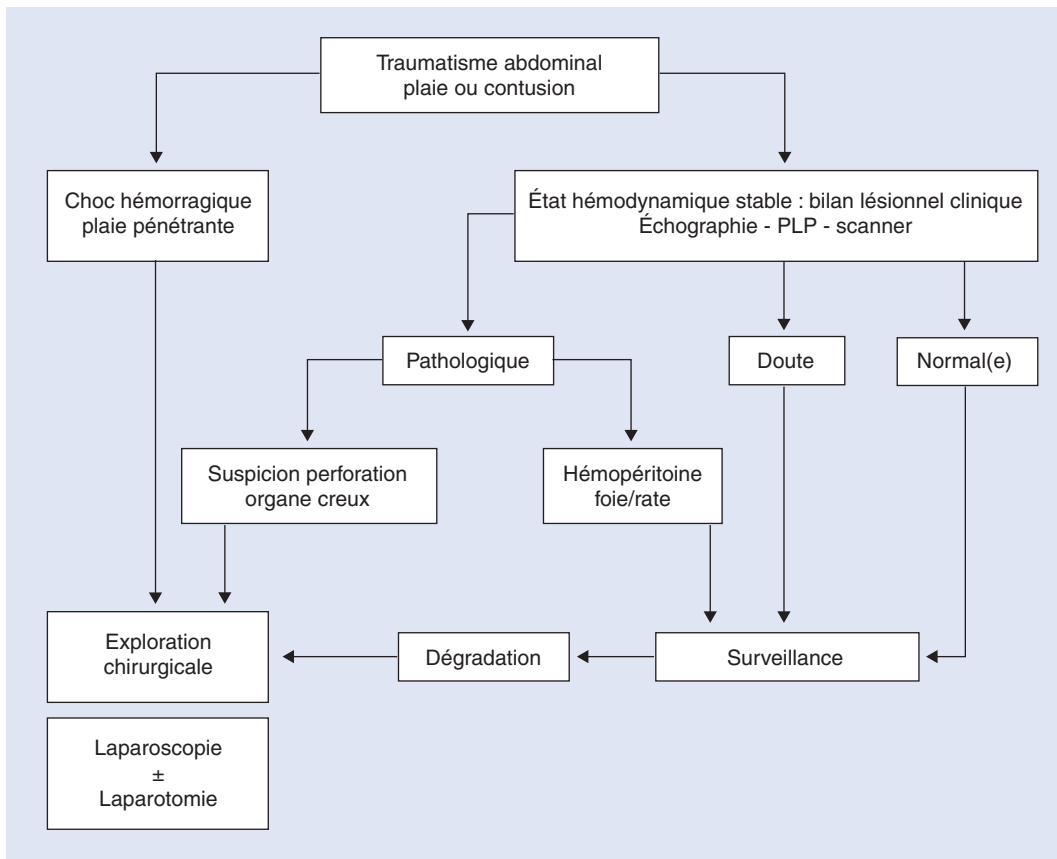 Traumatisme abdominal
plaie ou contusion
Choc hémorragique
plaie pénétrante
État hémodynamique stable : bilan lésionnel clinique
Échographie - PLP - scanner
Pathologique
Doute
Normal(e)
Suspicion perforation
organe creux
Hémopéritoine
foie/rate
Exploration
chirurgicale
Dégradation
Surveillance
Laparoscopie
±
Laparotomie